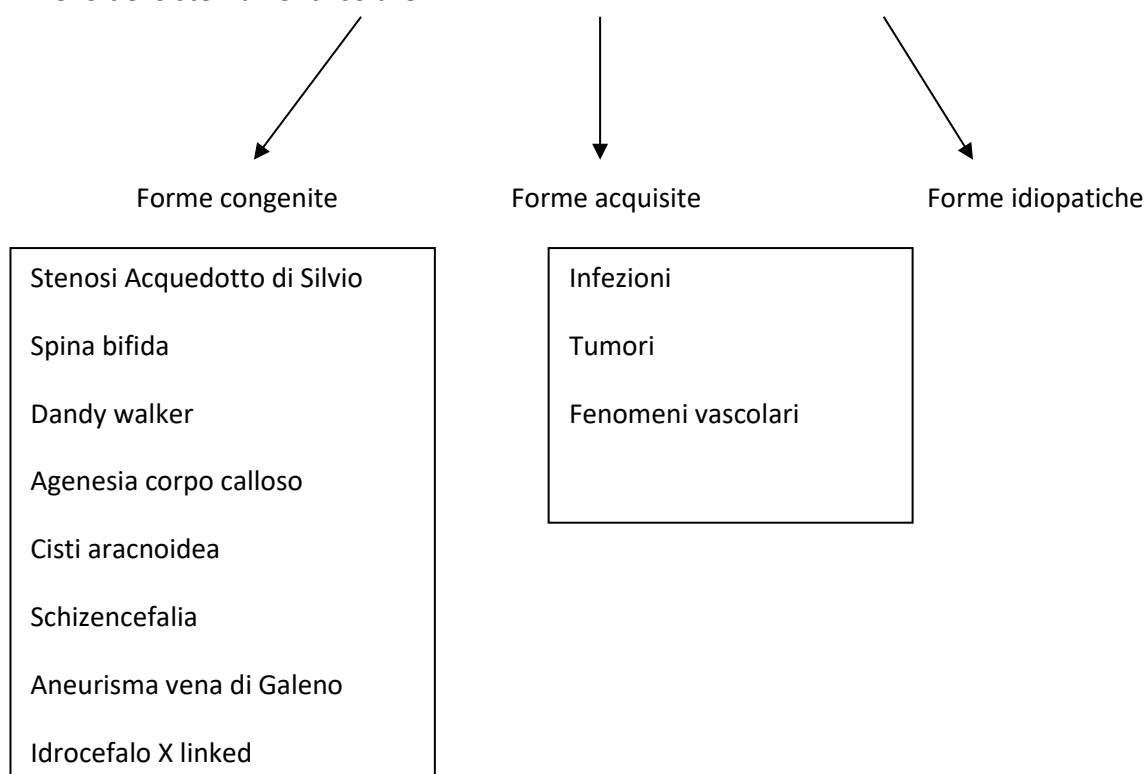 Forme congenite
Forme acquisite
Forme idiopatiche
Stenosi Acquedotto di Silvio
Spina bifida
Dandy walker
Agenesia corpo calloso
Cisti aracnoidea
Schizencefalia
Aneurisma vena di Galeno
Idrocefalo X linked
Infezioni
Tumori
Fenomeni vascolari